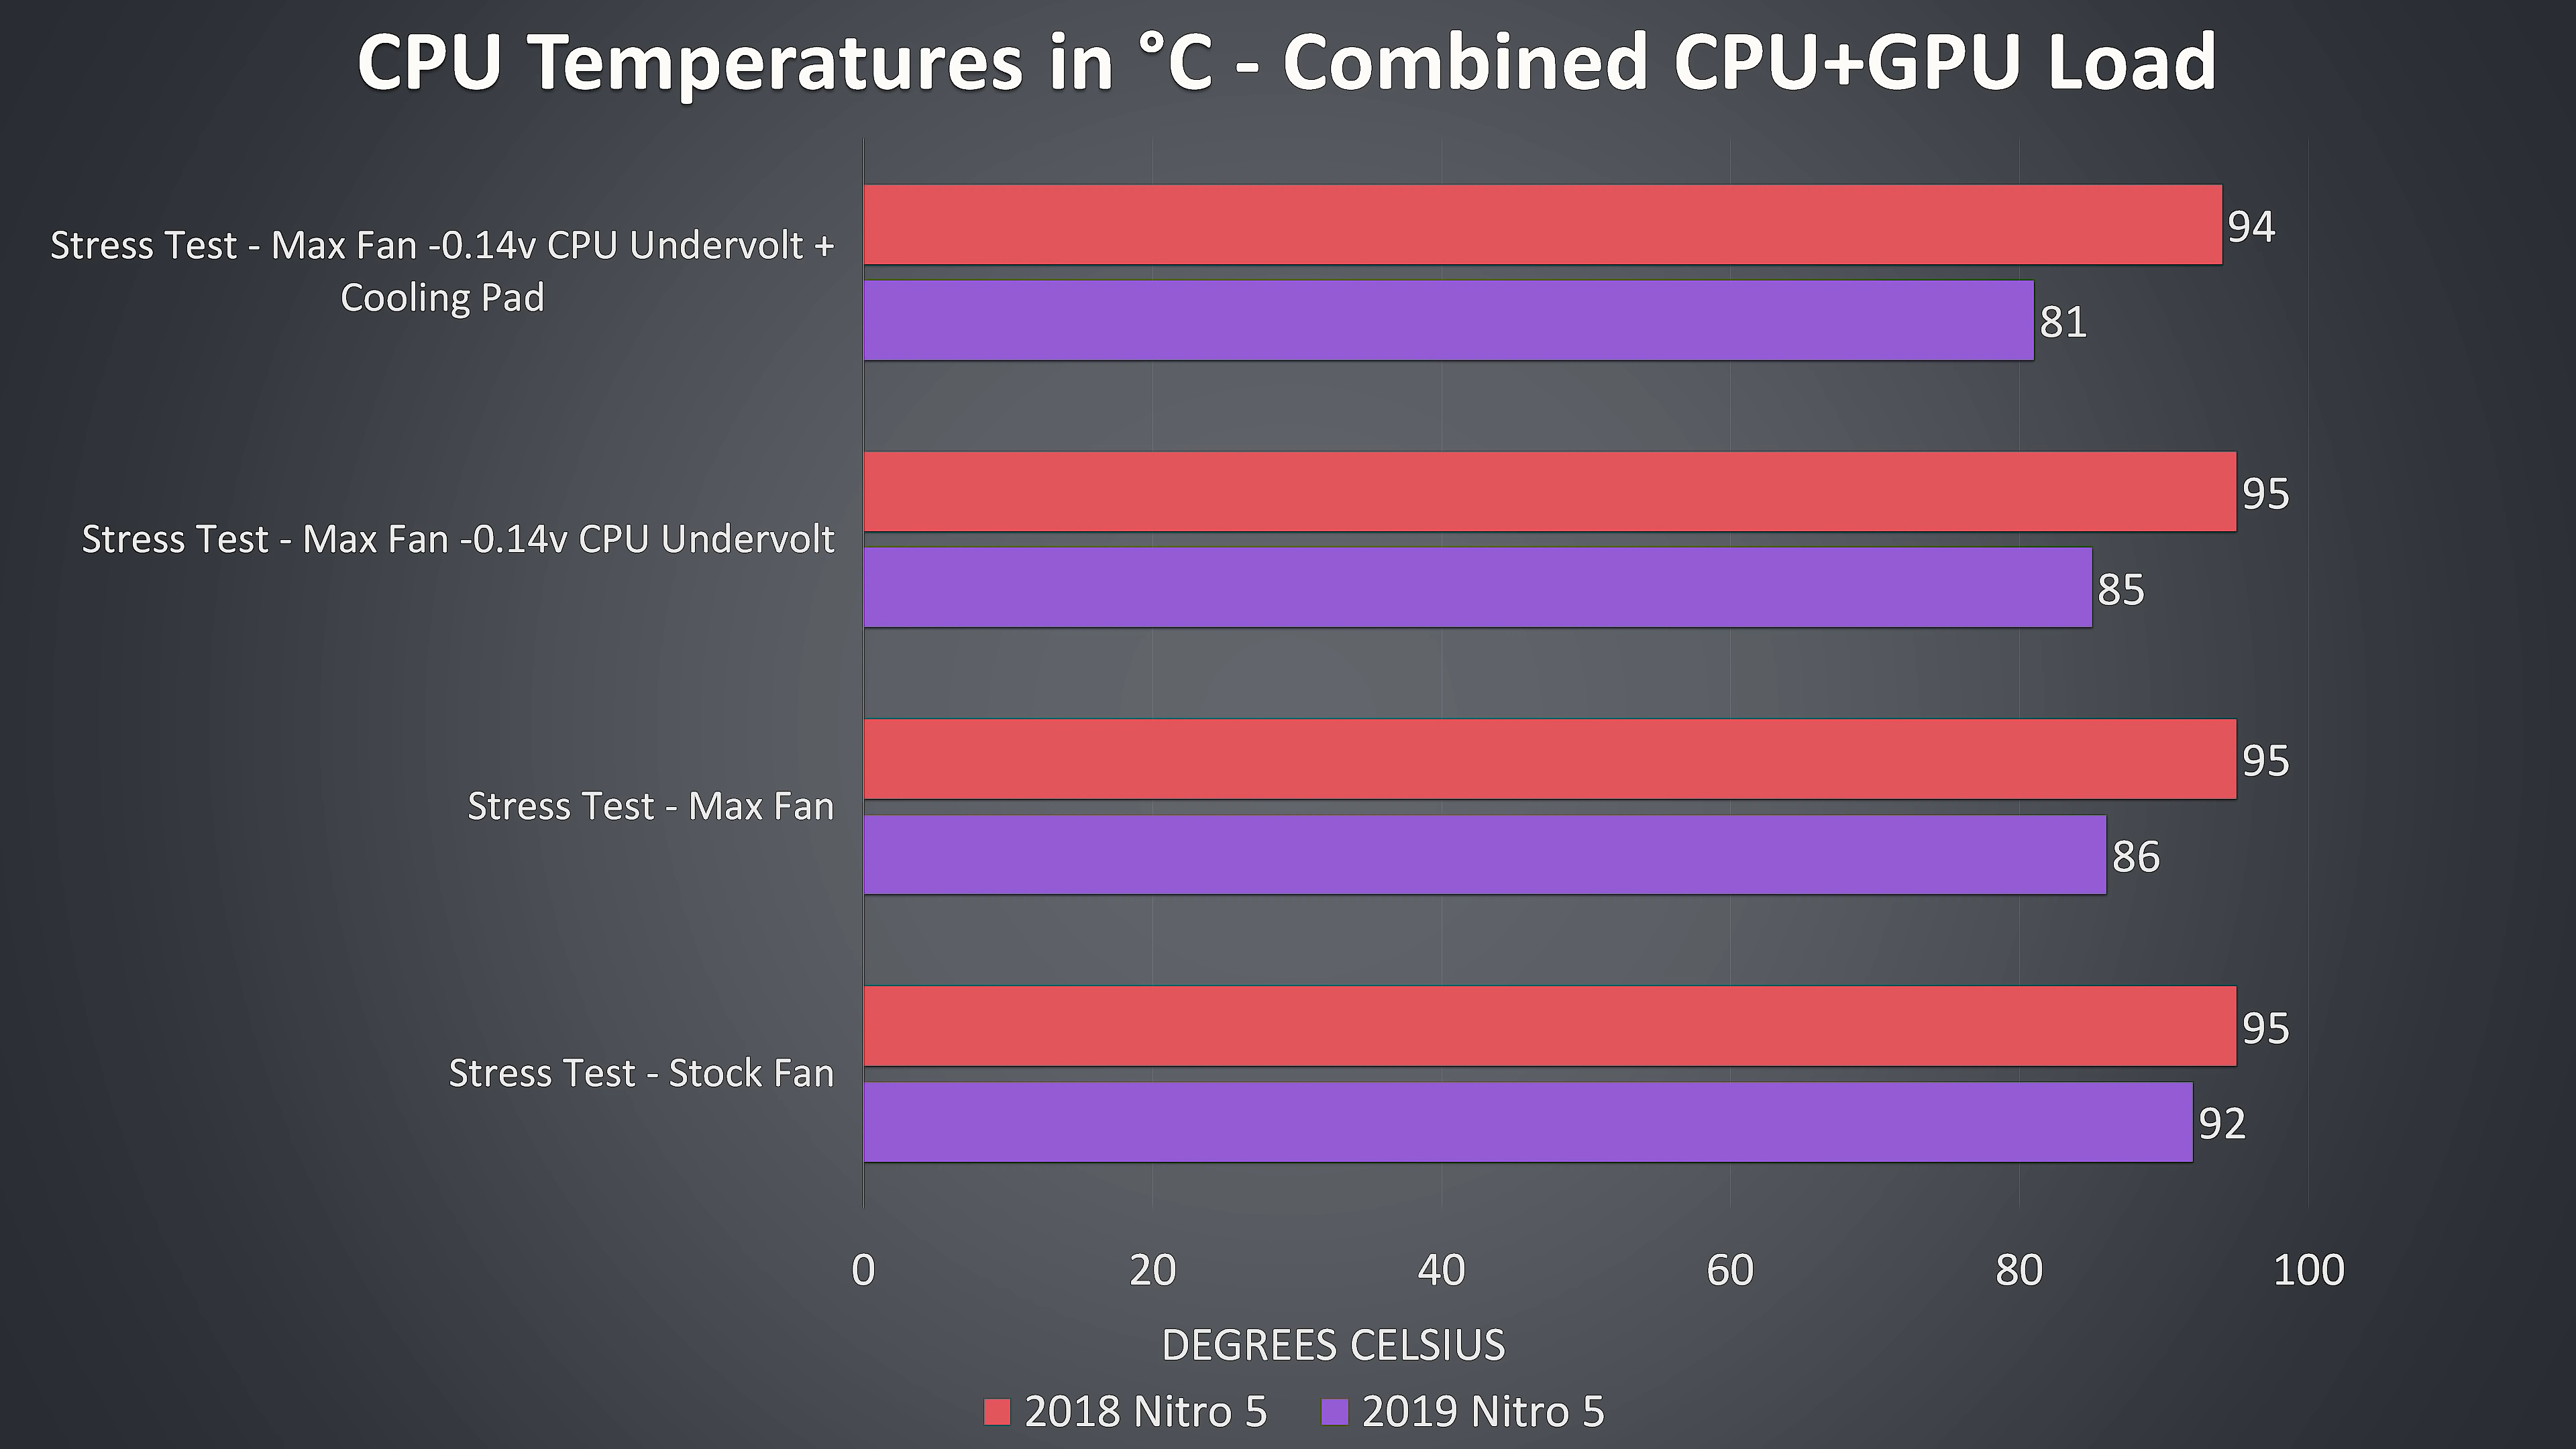 CPU Temperatures in °C - Combined CPU+GPU Load
Stress Test - Max Fan -0.14v CPU Undervolt +
Cooling Pad
94
81
Stress Test - Max Fan -0.14v CPU Undervolt
95
85
Stress Test - Max Fan
95
86
Stress Test - Stock Fan
95
92
0 20 40 60 80 100
DEGREES CELSIUS
2018 Nitro 5 2019 Nitro 5